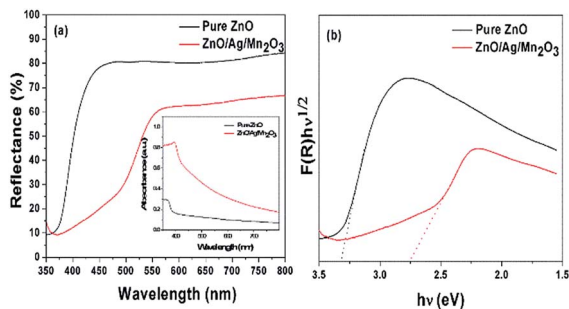 (a)
Pure ZnO
ZnO/Ag/Mn₂O₃
Reflectance (%)
100
90
80
70
60
50
40
30
20
10
0
350 400 450 500 550 600 650 700 750 800
Wavelength (nm)
Pure-ZnO
ZnO/Ag/Mn₂O₃
Absorbance (a.u.)
1.0
0.8
0.6
0.4
0.2
0.0
400 500 600 700
Wavelength (nm)
(b)
Pure ZnO
ZnO/Ag/Mn₂O₃
F(R)hν^1/2
3.5 3.0 2.5 2.0 1.5
hν (eV)